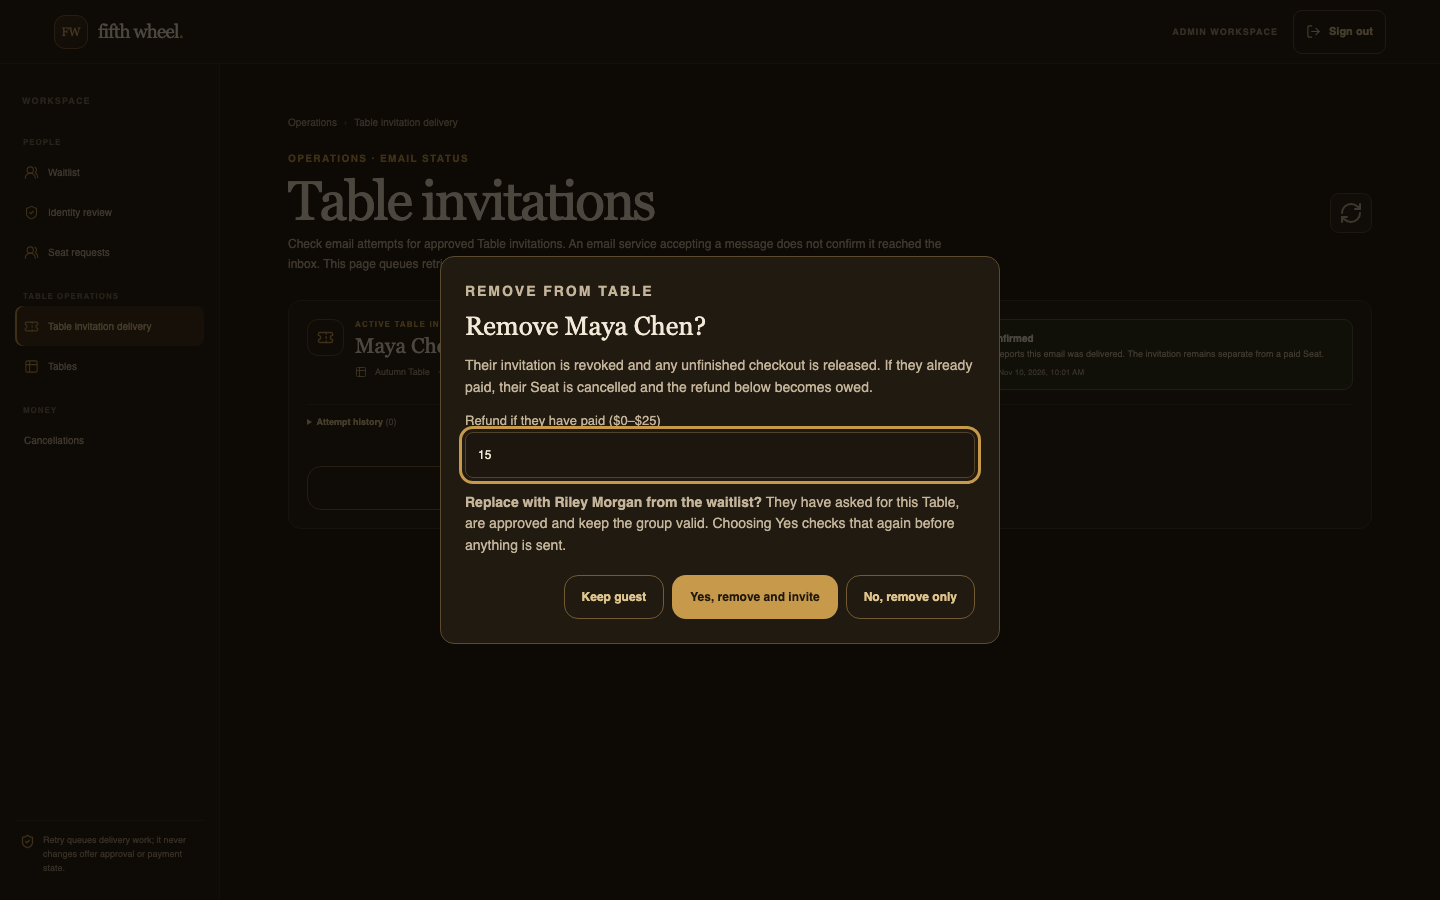 FW
fifth wheel.
ADMIN WORKSPACE
Sign out
WORKSPACE
PEOPLE
Waitlist
Identity review
Seat requests
TABLE OPERATIONS
Table invitation delivery
Tables
MONEY
Cancellations
Retry queues delivery work; it never
changes offer approval or payment
state.
Operations · Table invitation delivery
OPERATIONS · EMAIL STATUS
Table invitations
Check email attempts for approved Table invitations. An email service accepting a message does not confirm it reached the
inbox. This page queues retri
ACTIVE TABLE IN
Maya Che
Autumn Table
Attempt history (0)
nfirmed
eports this email was delivered. The invitation remains separate from a paid Seat.
Nov 10, 2026, 10:01 AM
REMOVE FROM TABLE
Remove Maya Chen?
Their invitation is revoked and any unfinished checkout is released. If they already
paid, their Seat is cancelled and the refund below becomes owed.
Refund if they have paid ($0–$25)
15
Replace with Riley Morgan from the waitlist? They have asked for this Table,
are approved and keep the group valid. Choosing Yes checks that again before
anything is sent.
Keep guest
Yes, remove and invite
No, remove only